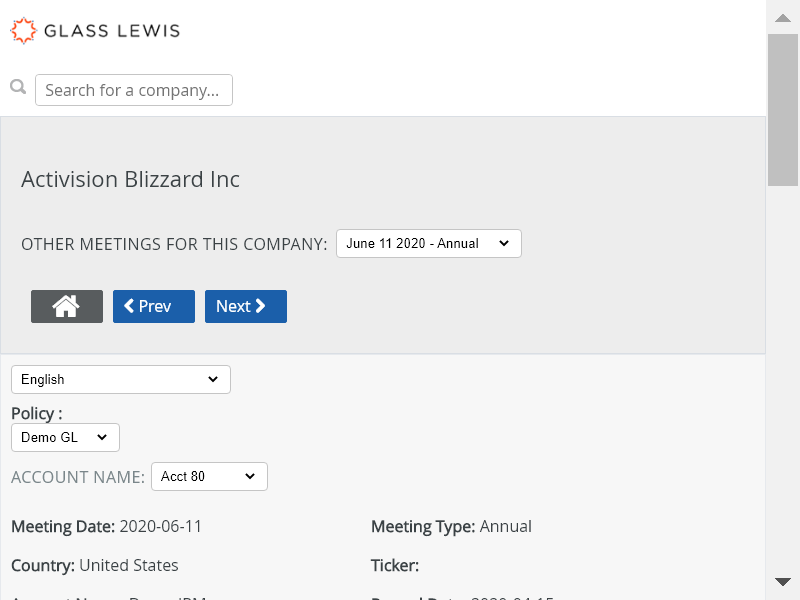 GLASS LEWIS
Search for a company...
Activision Blizzard Inc
OTHER MEETINGS FOR THIS COMPANY: June 11 2020 - Annual
Prev Next
English
Policy :
Demo GL
ACCOUNT NAME: Acct 80
Meeting Date: 2020-06-11 Meeting Type: Annual
Country: United States Ticker: